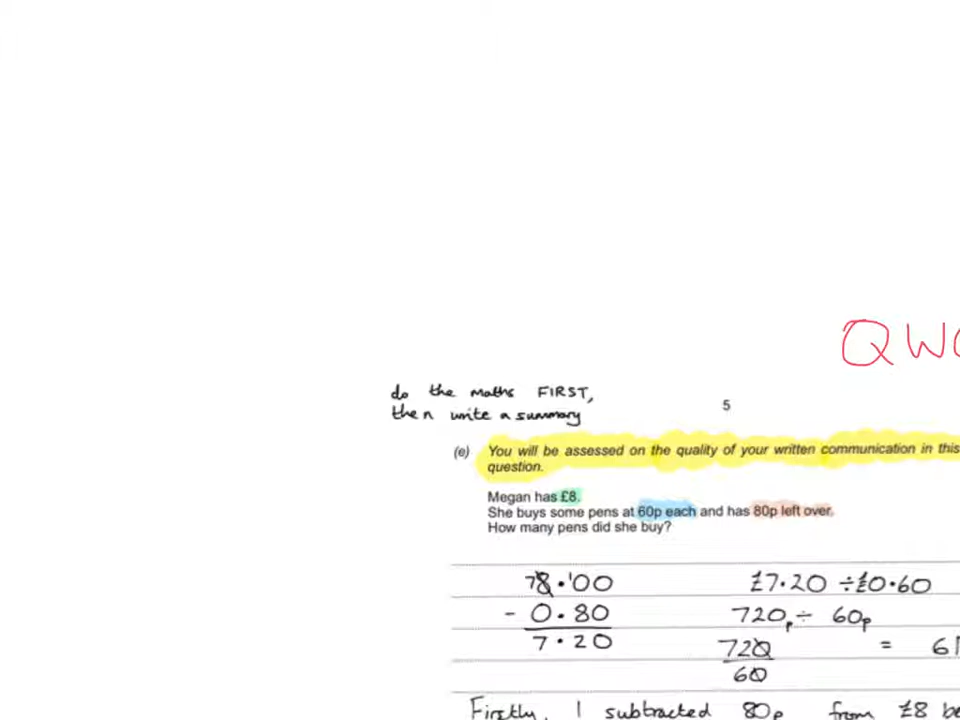 QW
do the maths FIRST,
then write a summary
5
(e) You will be assessed on the quality of your written communication in this
question.
Megan has £8.
She buys some pens at 60p each and has 80p left over.
How many pens did she buy?
78.'00 £7.20 ÷ £0.60
- 0.80 720p ÷ 60p
7.20 720 = 6
60
Firstly, I subtracted 80p from £8